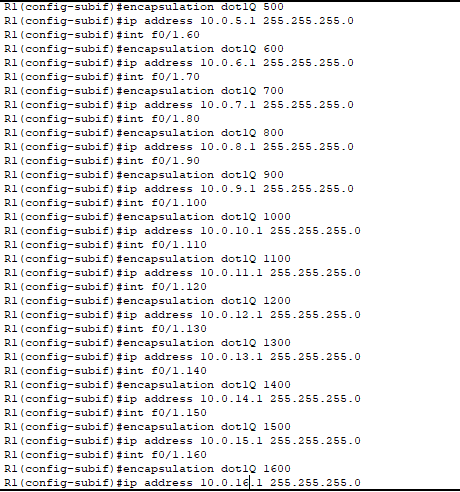 R1(config-subif)#encapsulation dot1Q 500
R1(config-subif)#ip address 10.0.5.1 255.255.255.0
R1(config-subif)#int f0/1.60
R1(config-subif)#encapsulation dot1Q 600
R1(config-subif)#ip address 10.0.6.1 255.255.255.0
R1(config-subif)#int f0/1.70
R1(config-subif)#encapsulation dot1Q 700
R1(config-subif)#ip address 10.0.7.1 255.255.255.0
R1(config-subif)#int f0/1.80
R1(config-subif)#encapsulation dot1Q 800
R1(config-subif)#ip address 10.0.8.1 255.255.255.0
R1(config-subif)#int f0/1.90
R1(config-subif)#encapsulation dot1Q 900
R1(config-subif)#ip address 10.0.9.1 255.255.255.0
R1(config-subif)#int f0/1.100
R1(config-subif)#encapsulation dot1Q 1000
R1(config-subif)#ip address 10.0.10.1 255.255.255.0
R1(config-subif)#int f0/1.110
R1(config-subif)#encapsulation dot1Q 1100
R1(config-subif)#ip address 10.0.11.1 255.255.255.0
R1(config-subif)#int f0/1.120
R1(config-subif)#encapsulation dot1Q 1200
R1(config-subif)#ip address 10.0.12.1 255.255.255.0
R1(config-subif)#int f0/1.130
R1(config-subif)#encapsulation dot1Q 1300
R1(config-subif)#ip address 10.0.13.1 255.255.255.0
R1(config-subif)#int f0/1.140
R1(config-subif)#encapsulation dot1Q 1400
R1(config-subif)#ip address 10.0.14.1 255.255.255.0
R1(config-subif)#int f0/1.150
R1(config-subif)#encapsulation dot1Q 1500
R1(config-subif)#ip address 10.0.15.1 255.255.255.0
R1(config-subif)#int f0/1.160
R1(config-subif)#encapsulation dot1Q 1600
R1(config-subif)#ip address 10.0.16.1 255.255.255.0